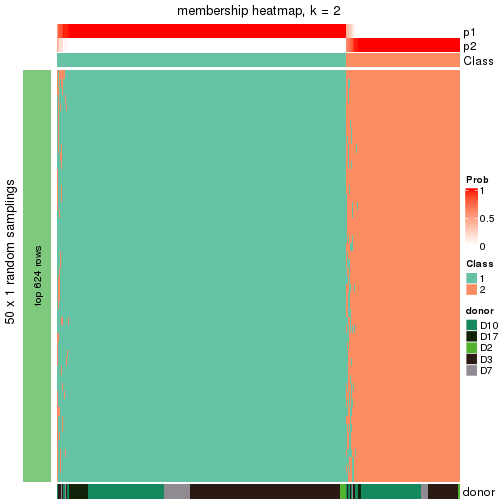 membership heatmap, k = 2
p1
p2
Class
50 x 1 random samplings
top 624 rows
Prob
1
0.5
0
Class
1
2
donor
D10
D17
D2
D3
D7
donor